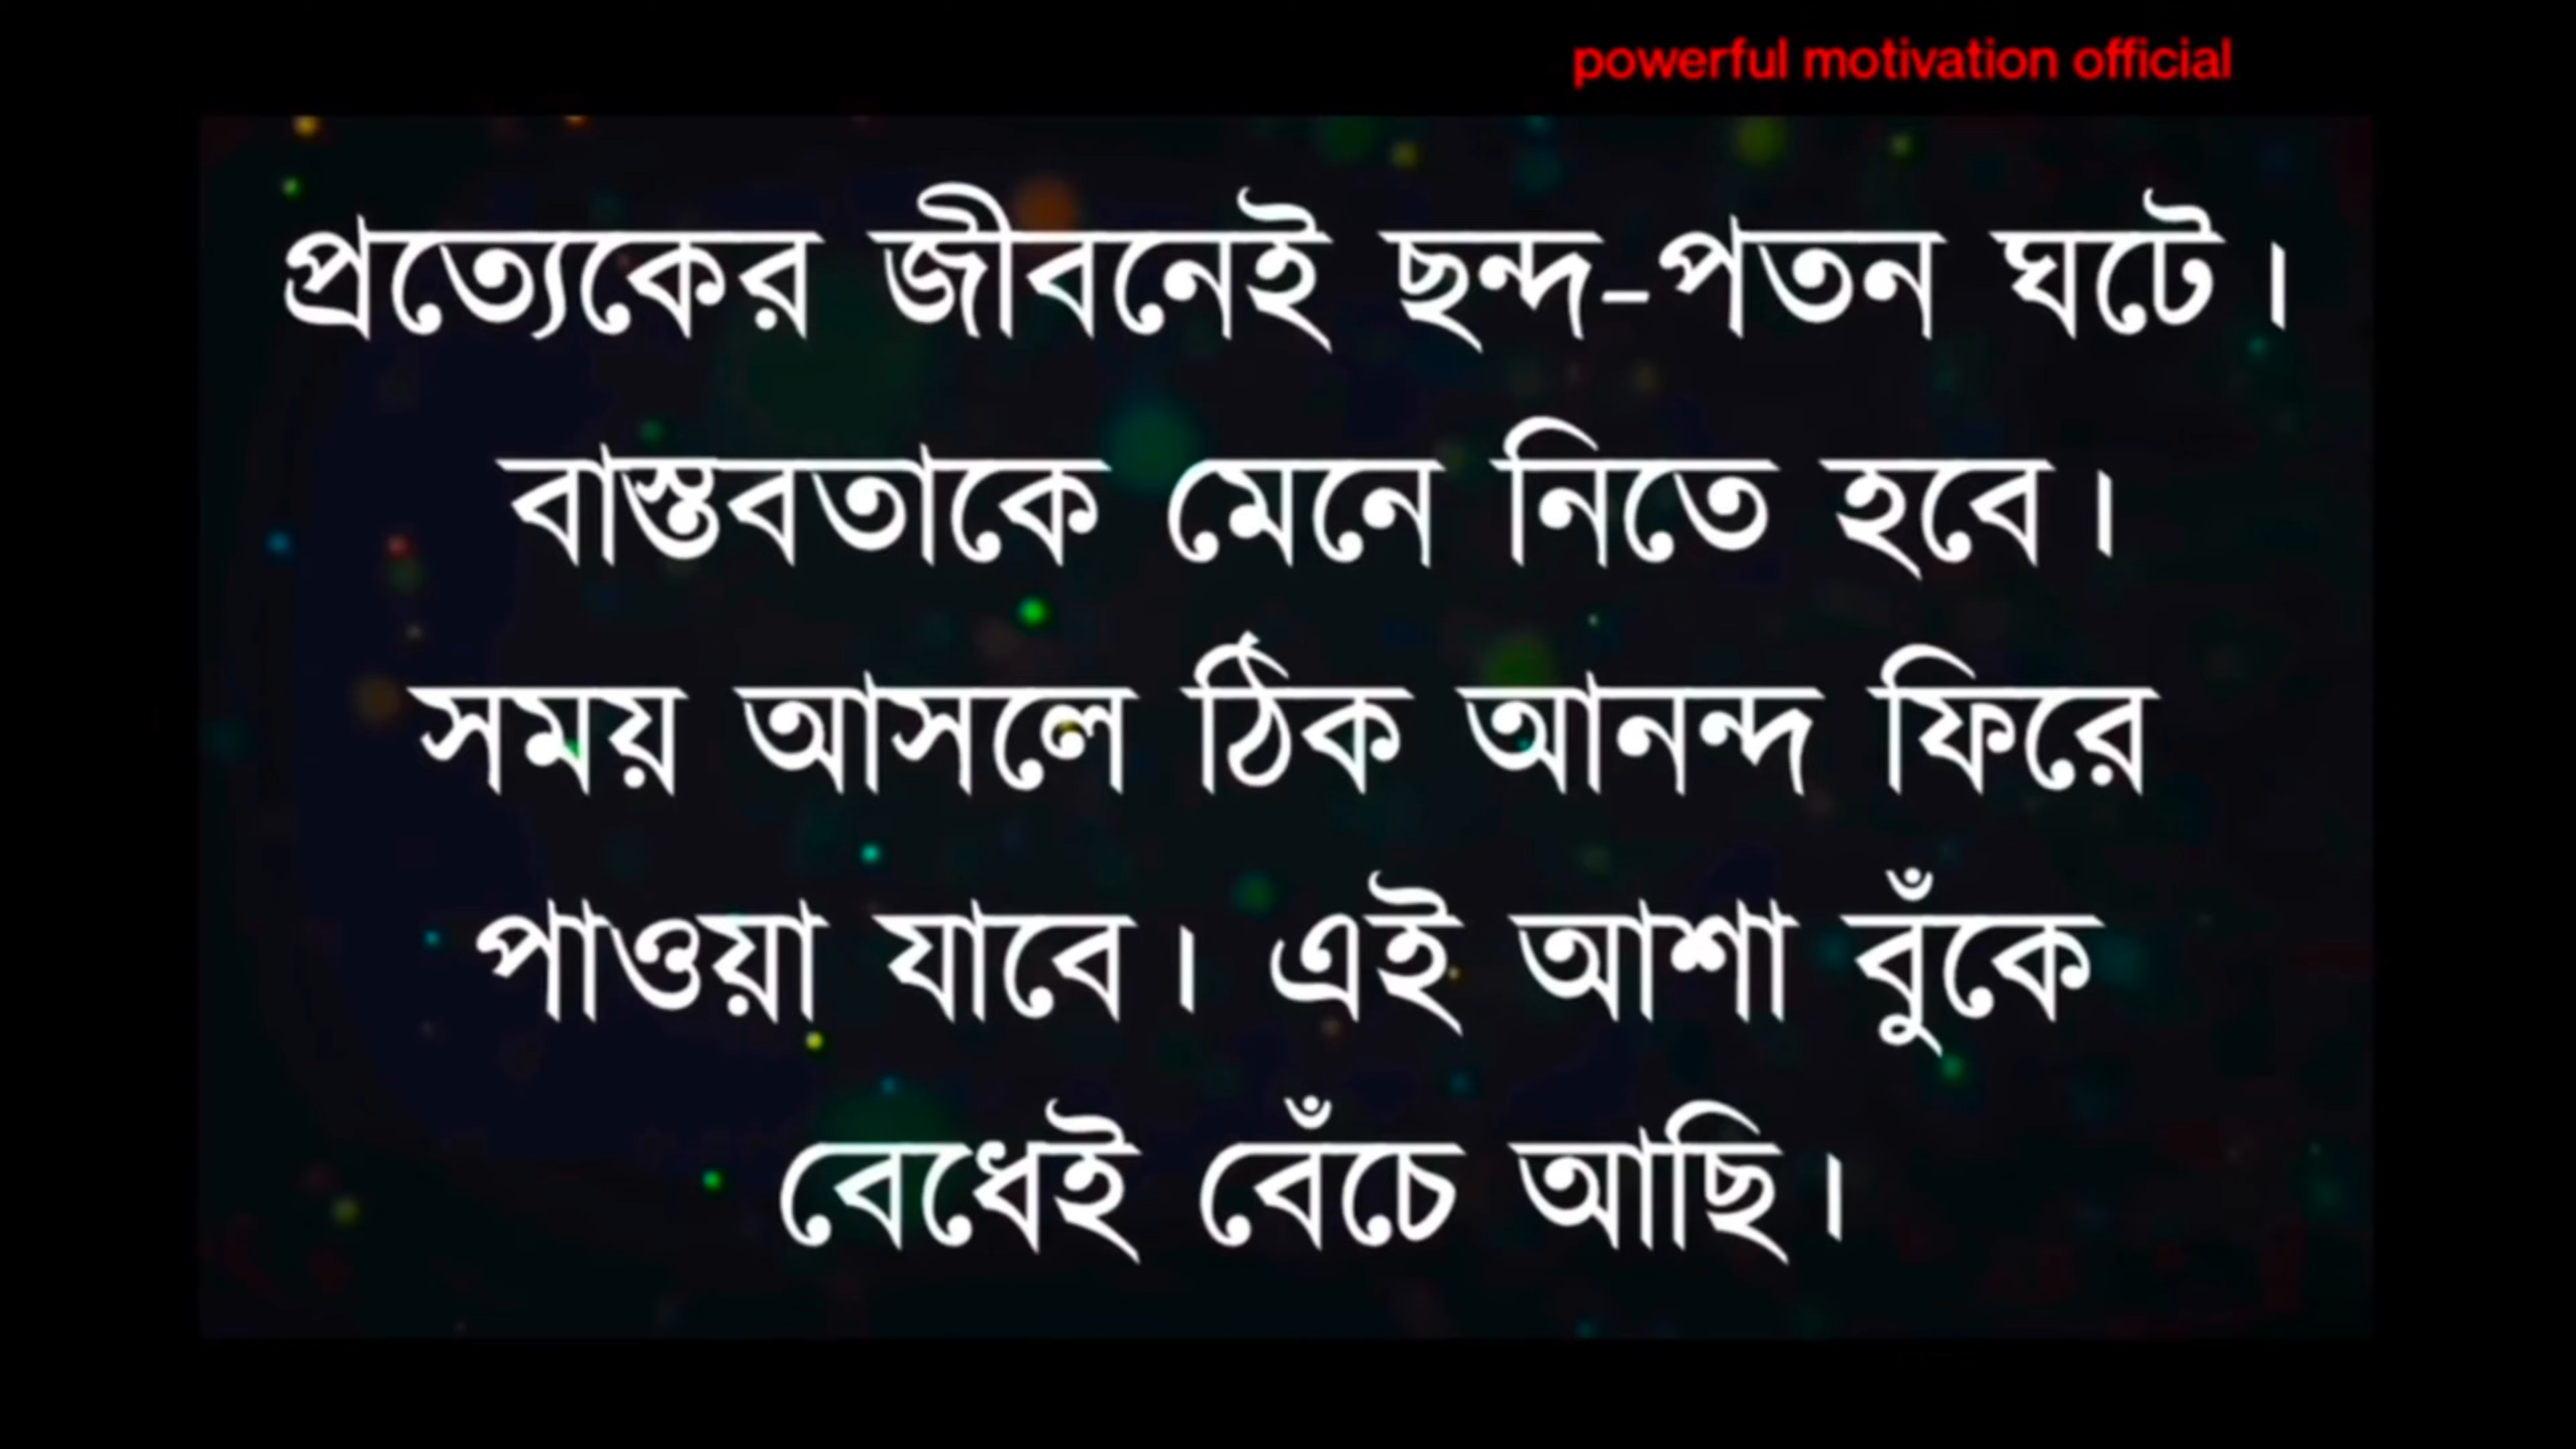 powerful motivation official
প্রত্যেকের জীবনেই ছন্দ-পতন ঘটে।
বাস্তবতাকে মেনে নিতে হবে।
সময় আসলে ঠিক আনন্দ ফিরে
পাওয়া যাবে। এই আশা বুঁকে
বেধেই বেঁচে আছি।